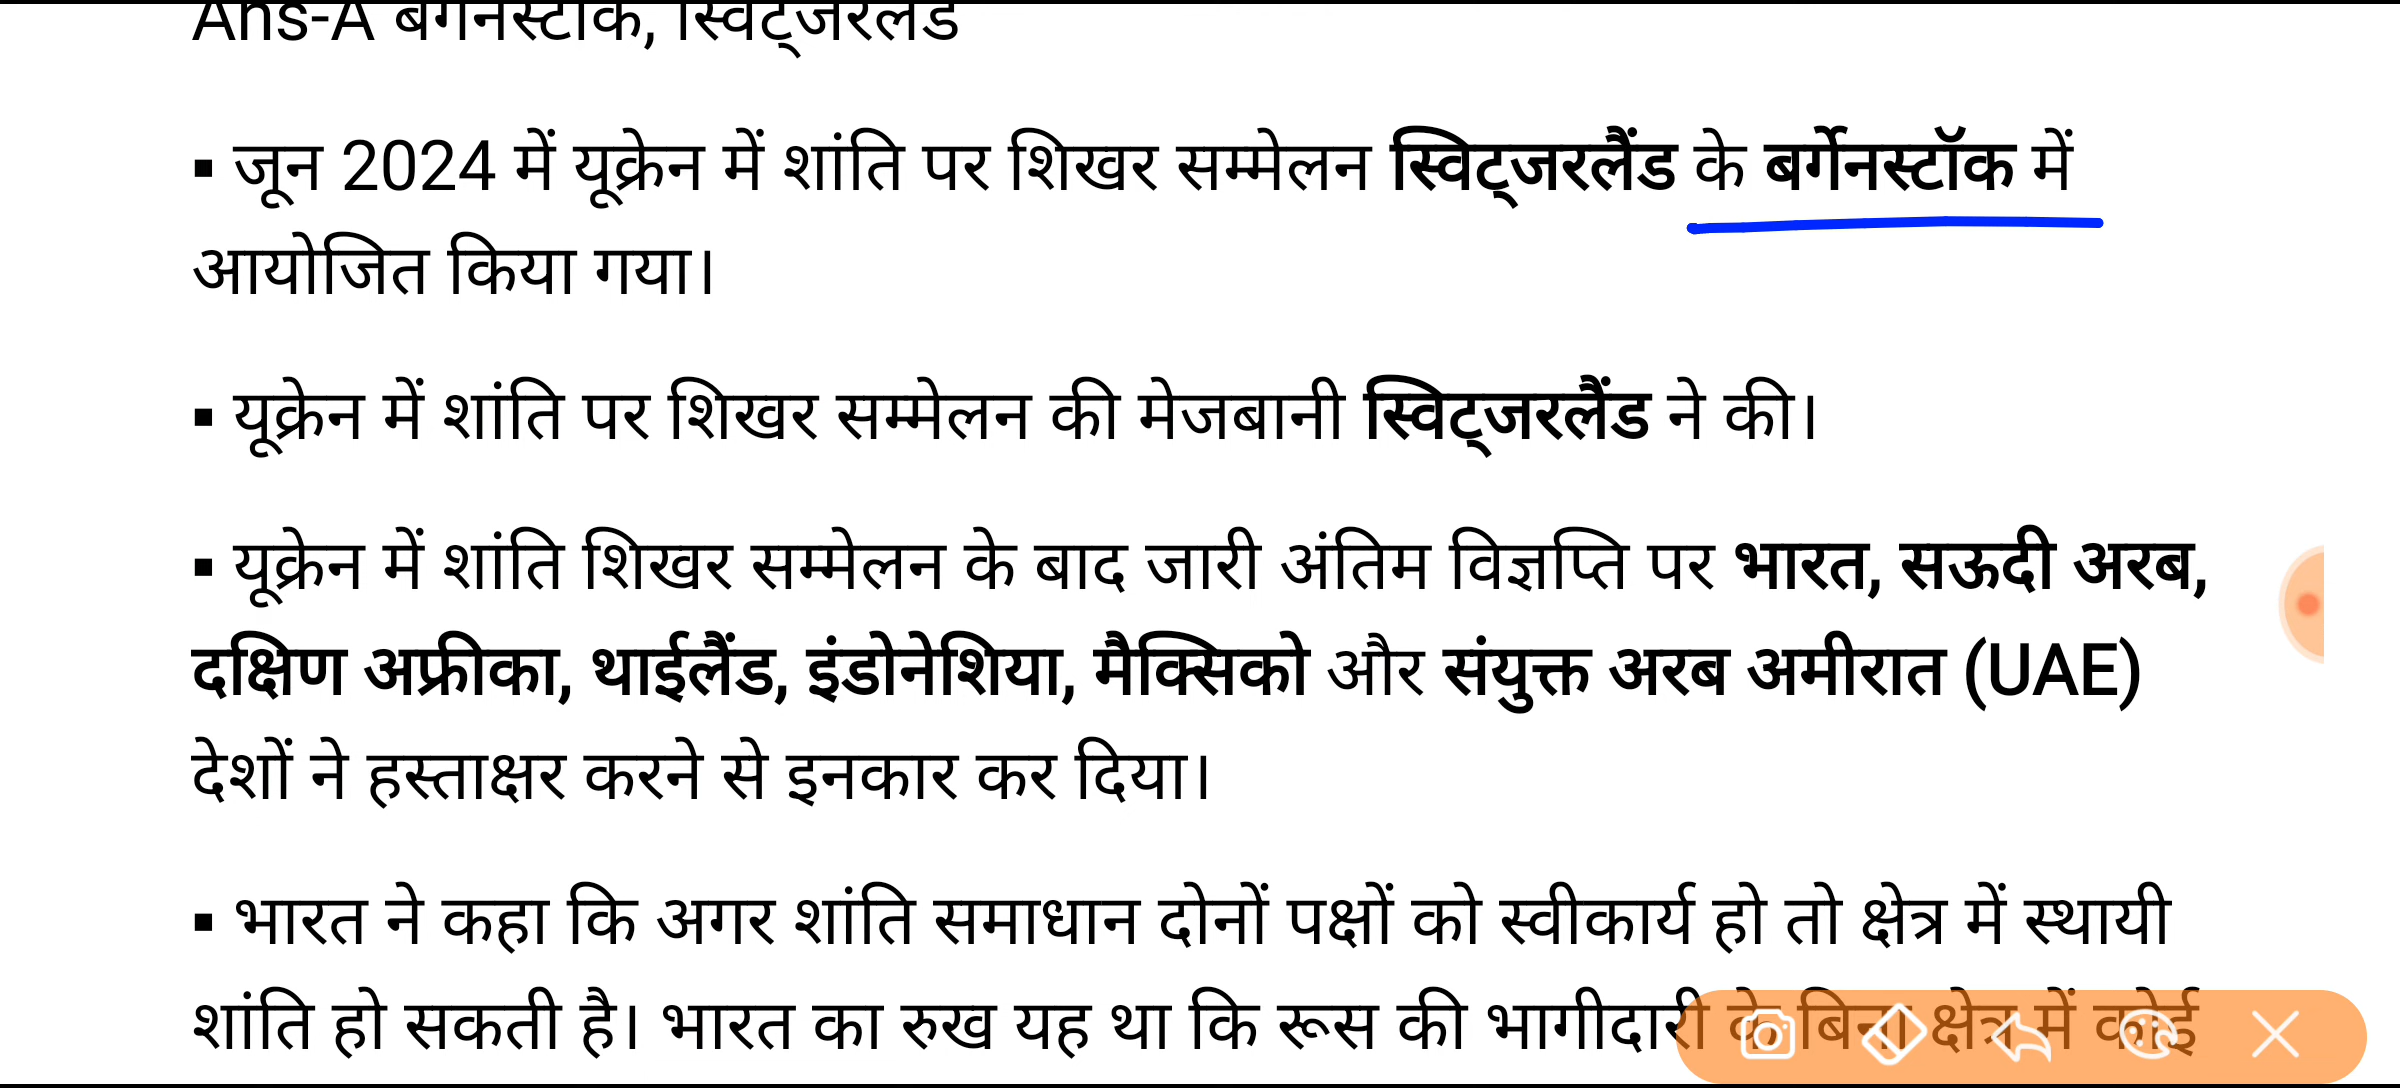 Ans-A बर्गेनस्टॉक, स्विट्जरलैंड
▪ जून 2024 में यूक्रेन में शांति पर शिखर सम्मेलन स्विट्जरलैंड के बर्गेनस्टॉक में
आयोजित किया गया।
▪ यूक्रेन में शांति पर शिखर सम्मेलन की मेजबानी स्विट्जरलैंड ने की।
▪ यूक्रेन में शांति शिखर सम्मेलन के बाद जारी अंतिम विज्ञप्ति पर भारत, सऊदी अरब,
दक्षिण अफ्रीका, थाईलैंड, इंडोनेशिया, मैक्सिको और संयुक्त अरब अमीरात (UAE)
देशों ने हस्ताक्षर करने से इनकार कर दिया।
▪ भारत ने कहा कि अगर शांति समाधान दोनों पक्षों को स्वीकार्य हो तो क्षेत्र में स्थायी
शांति हो सकती है। भारत का रुख यह था कि रूस की भागीदारी के बिना क्षेत्र में कोई